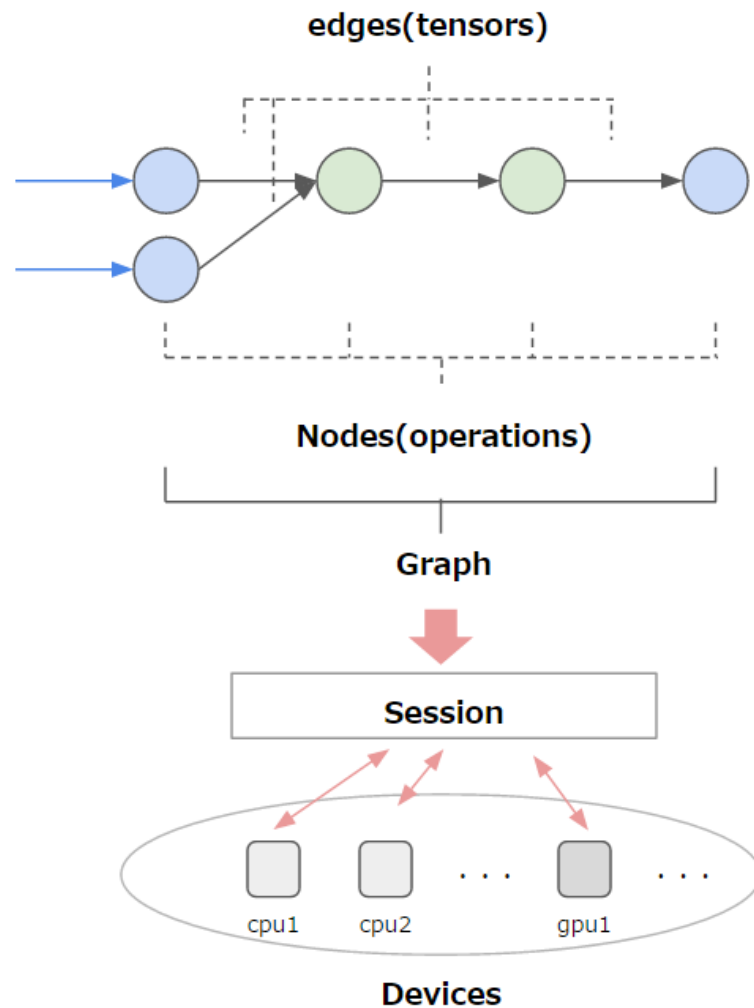 edges(tensors)
Nodes(operations)
Graph
Session
. . .
. . .
cpu1
cpu2
gpu1
Devices